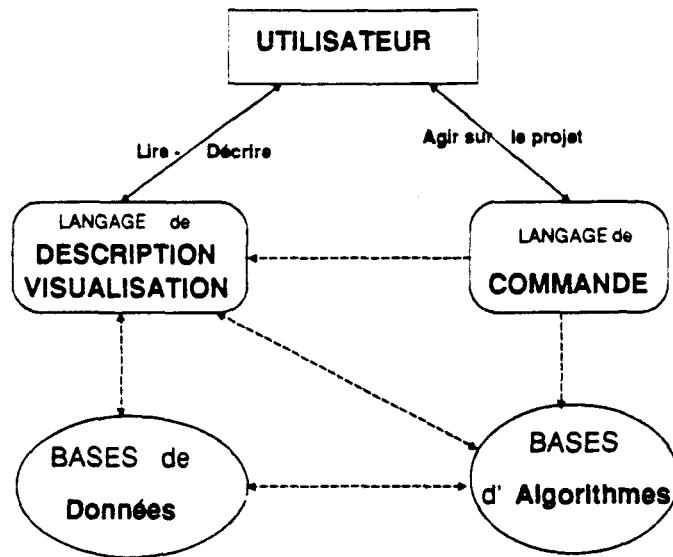 UTILISATEUR
Lire - Décrire
Agir sur le projet
LANGAGE de
DESCRIPTION
VISUALISATION
LANGAGE de
COMMANDE
BASES de
Données
BASES
d' Algorithmes